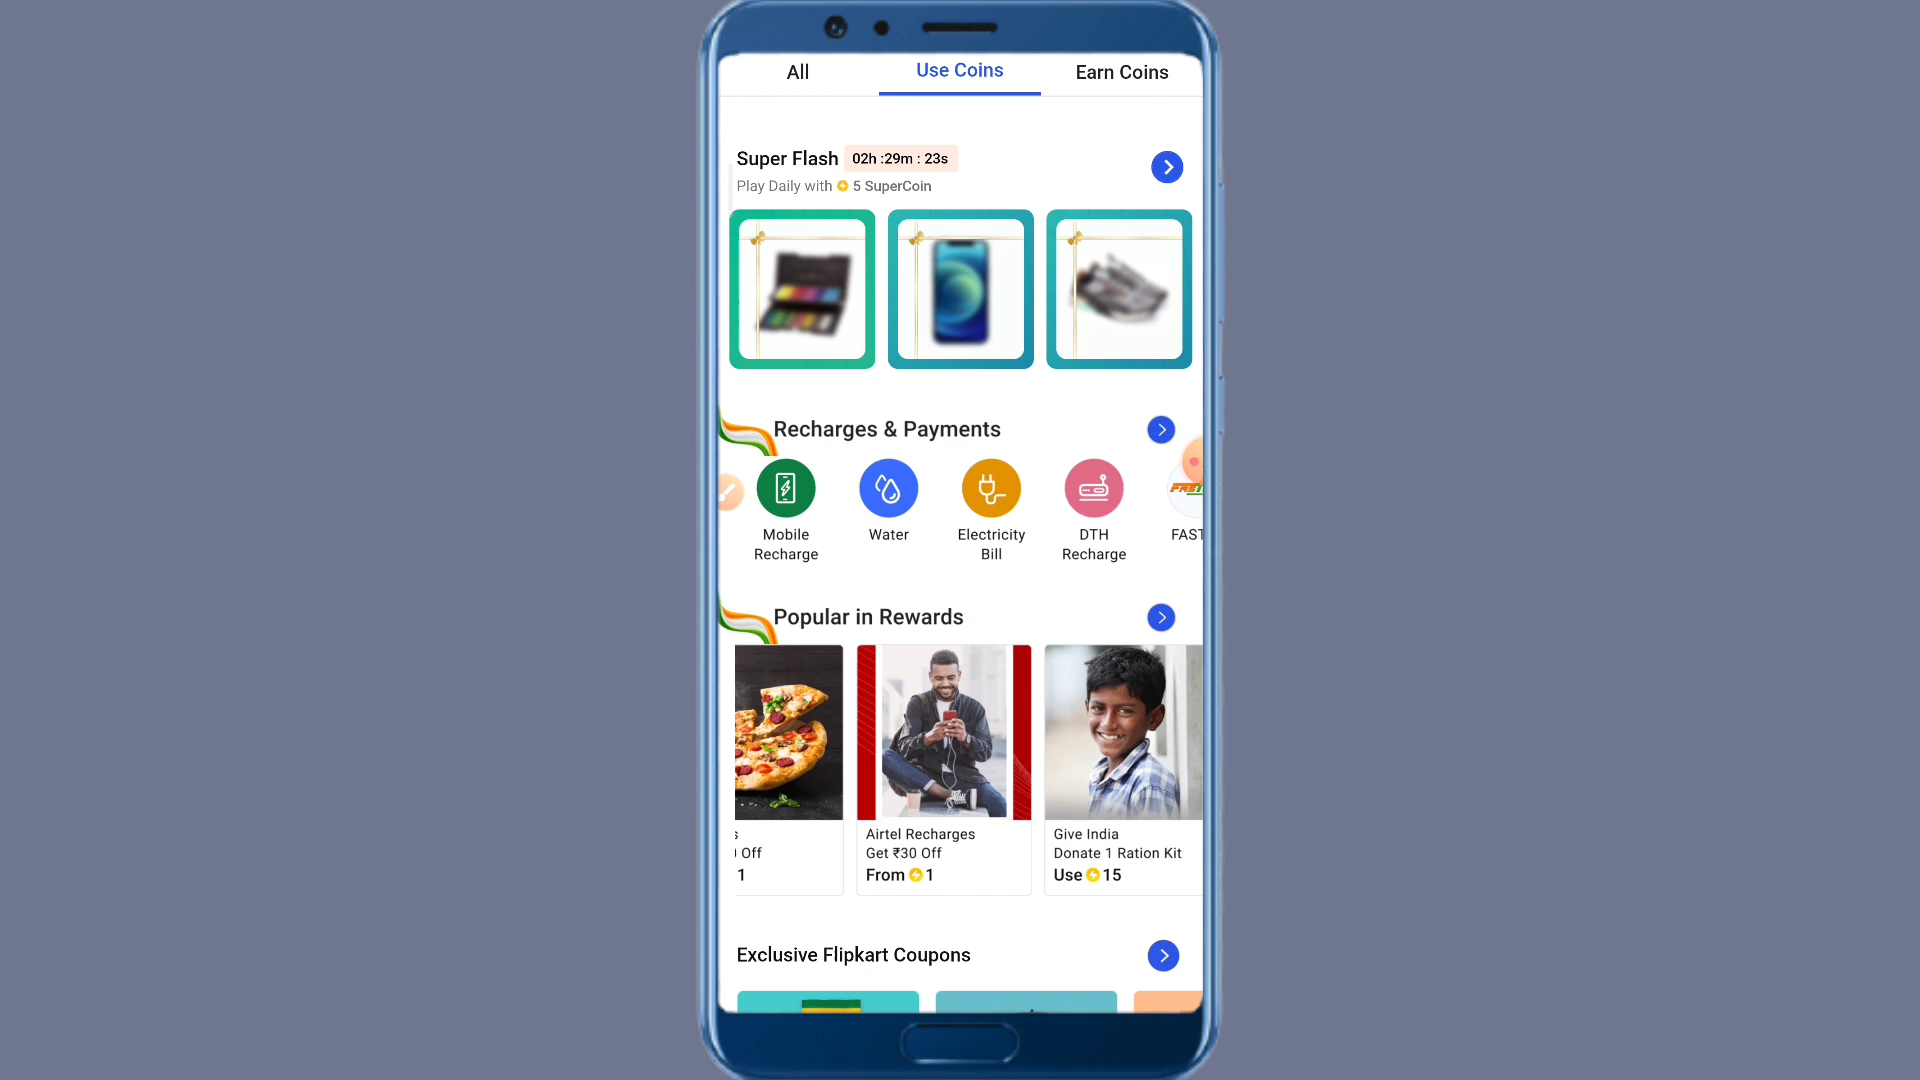 All
Use Coins
Earn Coins
Super Flash
02h :29m : 23s
Play Daily with 5 SuperCoin
Recharges & Payments
Mobile
Recharge
Water
Electricity
Bill
DTH
Recharge
FAST
Popular in Rewards
s
Off
1
Airtel Recharges
Get ₹30 Off
From 1
Give India
Donate 1 Ration Kit
Use 15
Exclusive Flipkart Coupons